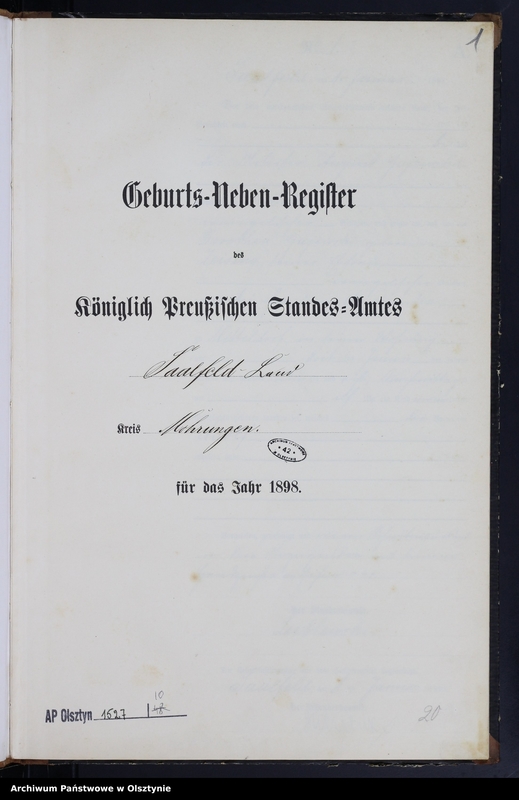 1
Geburts-Neben-Register
des
Königlich Preußischen Standes-Amtes
Saalfeld Land
Kreis Mohrungen.
42
für das Jahr 1898.
10
AP Olsztyn 1527
20
Archiwum Państwowe w Olsztynie